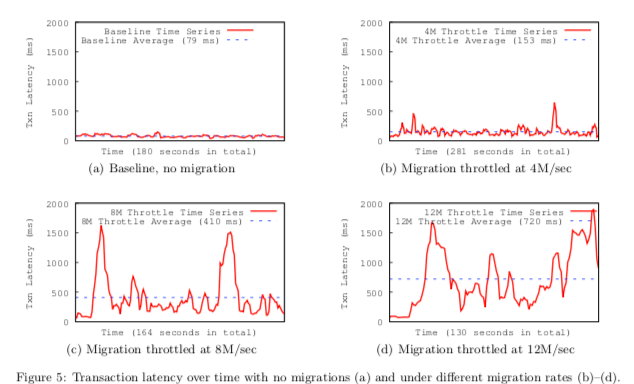 2000
1500
1000
500
0
Txn Latency (ms)
Baseline Time Series
Baseline Average (79 ms)
Time (180 seconds in total)
(a) Baseline, no migration
2000
1500
1000
500
0
Txn Latency (ms)
4M Throttle Time Series
4M Throttle Average (153 ms)
Time (281 seconds in total)
(b) Migration throttled at 4M/sec
2000
1500
1000
500
0
Txn Latency (ms)
8M Throttle Time Series
8M Throttle Average (410 ms)
Time (164 seconds in total)
(c) Migration throttled at 8M/sec
2000
1500
1000
500
0
Txn Latency (ms)
12M Throttle Time Series
12M Throttle Average (720 ms)
Time (130 seconds in total)
(d) Migration throttled at 12M/sec
Figure 5: Transaction latency over time with no migrations (a) and under different migration rates (b)–(d).